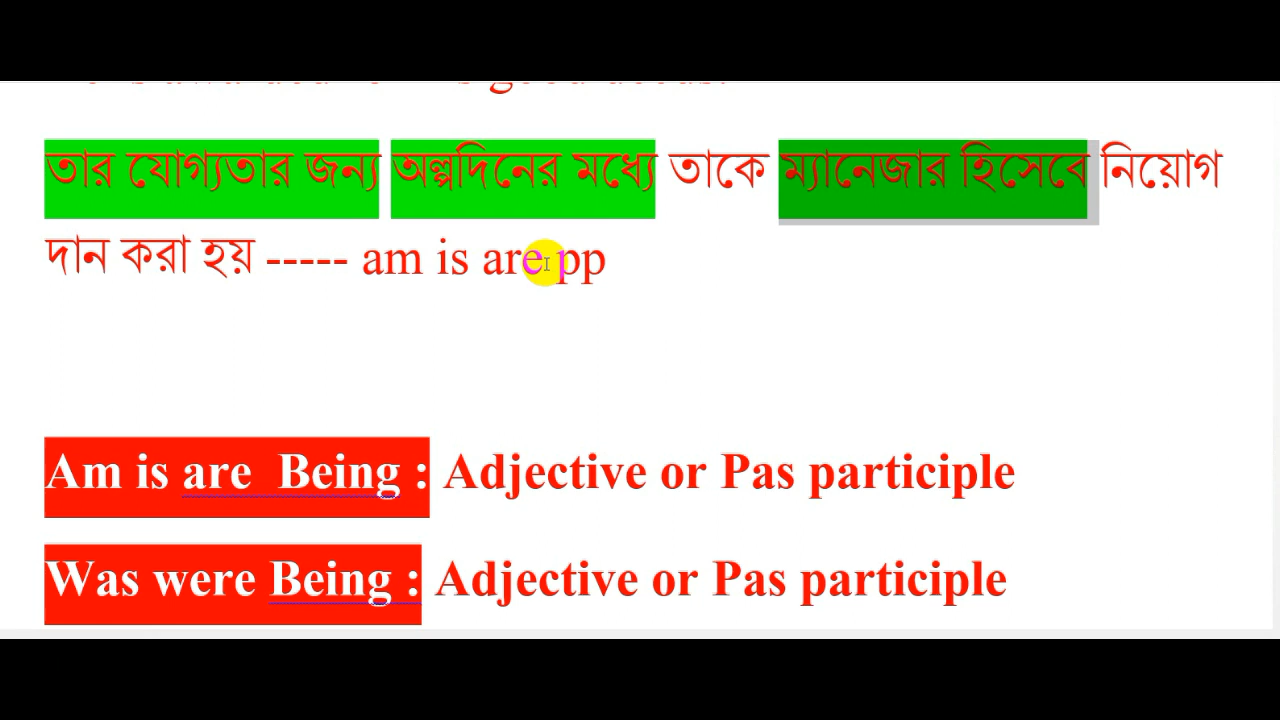 তার যোগ্যতার জন্য অল্পদিনের মধ্যে তাকে ম্যানেজার হিসেবে নিয়োগ
দান করা হয় ----- am is are pp
Am is are  Being : Adjective or Pas participle
Was were Being : Adjective or Pas participle